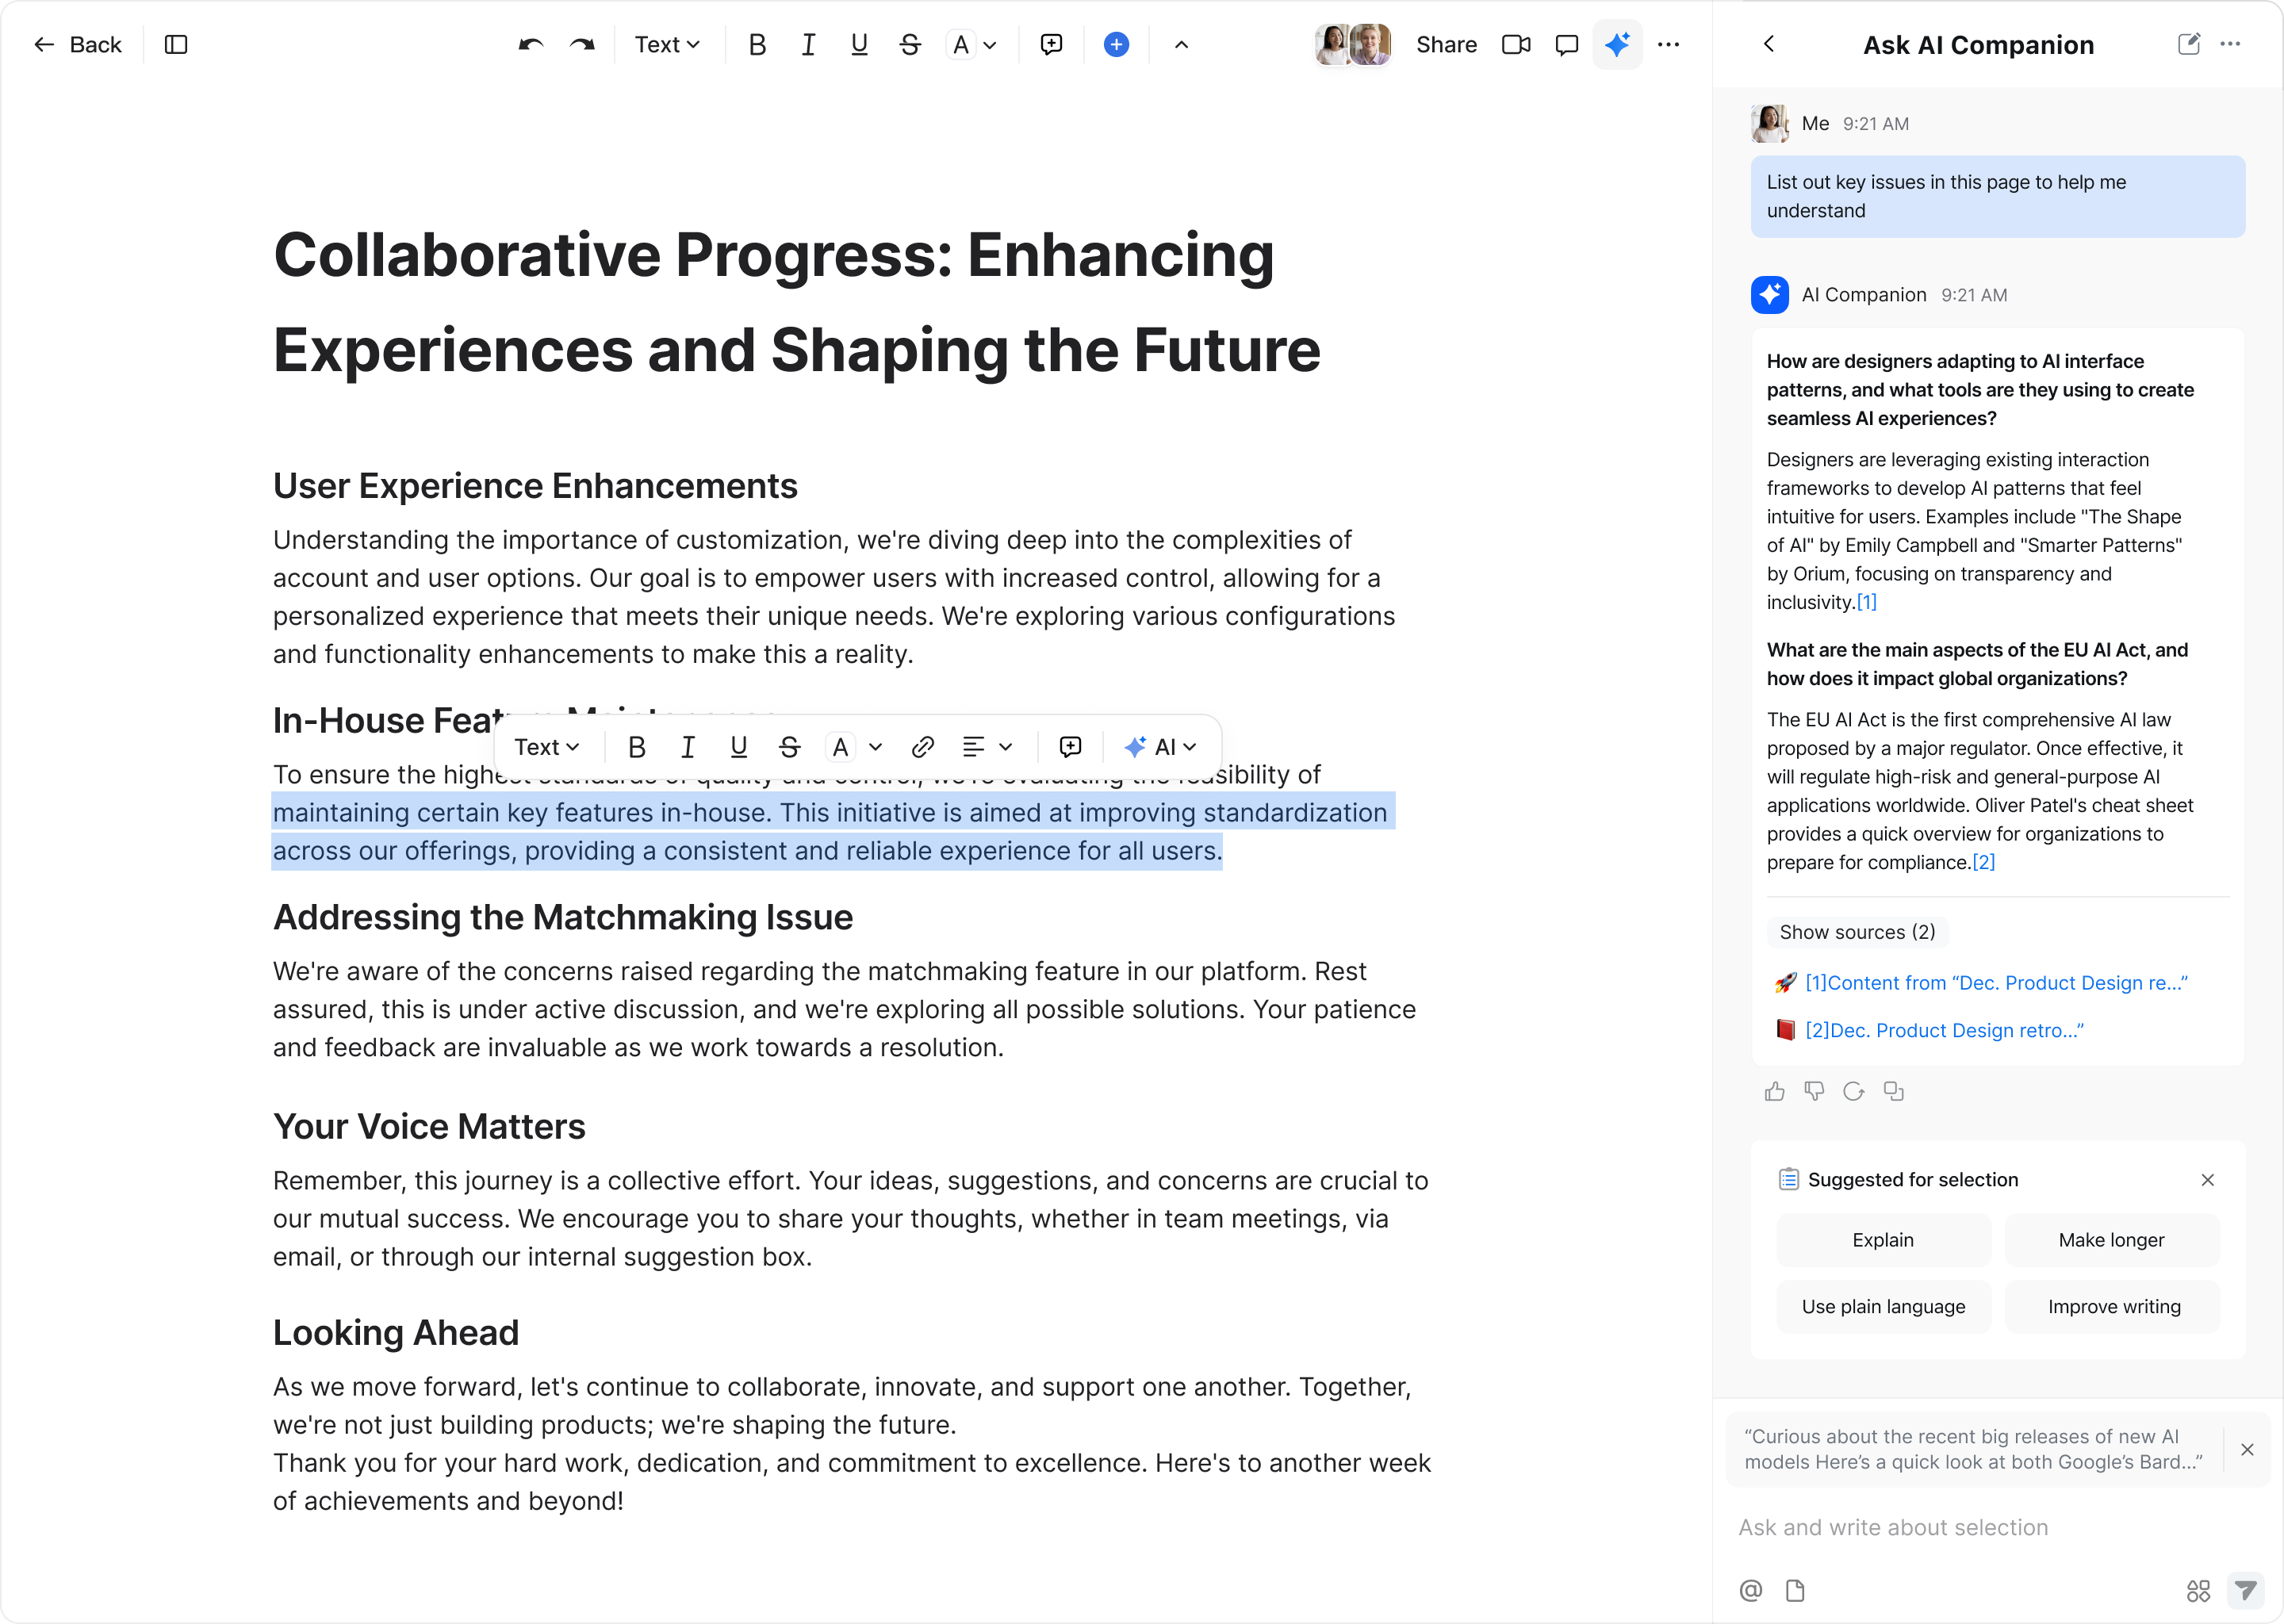 Back
Text
B I U S A
Share
Collaborative Progress: Enhancing
Experiences and Shaping the Future
User Experience Enhancements
Understanding the importance of customization, we're diving deep into the complexities of
account and user options. Our goal is to empower users with increased control, allowing for a
personalized experience that meets their unique needs. We're exploring various configurations
and functionality enhancements to make this a reality.
In-House Feature
Text B I U S A AI
To ensure the highest standards of quality and control, we're evaluating the feasibility of
maintaining certain key features in-house. This initiative is aimed at improving standardization
across our offerings, providing a consistent and reliable experience for all users.
Addressing the Matchmaking Issue
We're aware of the concerns raised regarding the matchmaking feature in our platform. Rest
assured, this is under active discussion, and we're exploring all possible solutions. Your patience
and feedback are invaluable as we work towards a resolution.
Your Voice Matters
Remember, this journey is a collective effort. Your ideas, suggestions, and concerns are crucial to
our mutual success. We encourage you to share your thoughts, whether in team meetings, via
email, or through our internal suggestion box.
Looking Ahead
As we move forward, let's continue to collaborate, innovate, and support one another. Together,
we're not just building products; we're shaping the future.
Thank you for your hard work, dedication, and commitment to excellence. Here's to another week
of achievements and beyond!
Ask AI Companion
Me 9:21 AM
List out key issues in this page to help me
understand
AI Companion 9:21 AM
How are designers adapting to AI interface
patterns, and what tools are they using to create
seamless AI experiences?
Designers are leveraging existing interaction
frameworks to develop AI patterns that feel
intuitive for users. Examples include "The Shape
of AI" by Emily Campbell and "Smarter Patterns"
by Orium, focusing on transparency and
inclusivity.[1]
What are the main aspects of the EU AI Act, and
how does it impact global organizations?
The EU AI Act is the first comprehensive AI law
proposed by a major regulator. Once effective, it
will regulate high-risk and general-purpose AI
applications worldwide. Oliver Patel's cheat sheet
provides a quick overview for organizations to
prepare for compliance.[2]
Show sources (2)
[1]Content from “Dec. Product Design re...”
[2]Dec. Product Design retro...”
Suggested for selection
Explain
Make longer
Use plain language
Improve writing
“Curious about the recent big releases of new AI
models Here’s a quick look at both Google’s Bard...”
Ask and write about selection
@